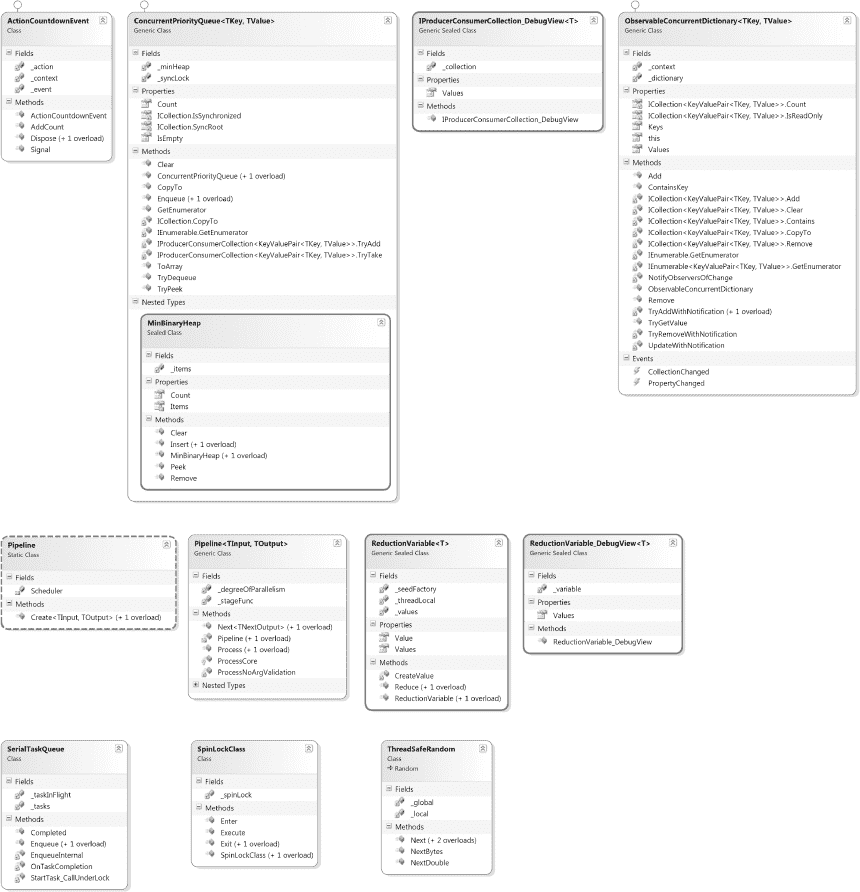 ActionCountdownEvent
Class
Fields
_action
_context
_event
Methods
ActionCountdownEvent
AddCount
Dispose (+ 1 overload)
Signal
ConcurrentPriorityQueue<TKey, TValue>
Generic Class
Fields
_minHeap
_syncLock
Properties
Count
ICollection.IsSynchronized
ICollection.SyncRoot
IsEmpty
Methods
Clear
ConcurrentPriorityQueue (+ 1 overload)
CopyTo
Enqueue (+ 1 overload)
GetEnumerator
ICollection.CopyTo
IEnumerable.GetEnumerator
IProducerConsumerCollection<KeyValuePair<TKey, TValue>>.TryAdd
IProducerConsumerCollection<KeyValuePair<TKey, TValue>>.TryTake
ToArray
TryDequeue
TryPeek
Nested Types
MinBinaryHeap
Sealed Class
Fields
_items
Properties
Count
Items
Methods
Clear
Insert (+ 1 overload)
MinBinaryHeap (+ 1 overload)
Peek
Remove
IProducerConsumerCollection_DebugView<T>
Generic Sealed Class
Fields
_collection
Properties
Values
Methods
IProducerConsumerCollection_DebugView
ObservableConcurrentDictionary<TKey, TValue>
Generic Class
Fields
_context
_dictionary
Properties
ICollection<KeyValuePair<TKey, TValue>>.Count
ICollection<KeyValuePair<TKey, TValue>>.IsReadOnly
Keys
this
Values
Methods
Add
ContainsKey
ICollection<KeyValuePair<TKey, TValue>>.Add
ICollection<KeyValuePair<TKey, TValue>>.Clear
ICollection<KeyValuePair<TKey, TValue>>.Contains
ICollection<KeyValuePair<TKey, TValue>>.CopyTo
ICollection<KeyValuePair<TKey, TValue>>.Remove
IEnumerable.GetEnumerator
IEnumerable<KeyValuePair<TKey, TValue>>.GetEnumerator
NotifyObserversOfChange
ObservableConcurrentDictionary
Remove
TryAddWithNotification (+ 1 overload)
TryGetValue
TryRemoveWithNotification
UpdateWithNotification
Events
CollectionChanged
PropertyChanged
Pipeline
Static Class
Fields
Scheduler
Methods
Create<TInput, TOutput> (+ 1 overload)
Pipeline<TInput, TOutput>
Generic Class
Fields
_degreeOfParallelism
_stageFunc
Methods
Next<TNextOutput> (+ 1 overload)
Pipeline (+ 1 overload)
Process (+ 1 overload)
ProcessCore
ProcessNoArgValidation
Nested Types
ReductionVariable<T>
Generic Sealed Class
Fields
_seedFactory
_threadLocal
_values
Properties
Value
Values
Methods
CreateValue
Reduce (+ 1 overload)
ReductionVariable (+ 1 overload)
ReductionVariable_DebugView<T>
Generic Sealed Class
Fields
_variable
Properties
Values
Methods
ReductionVariable_DebugView
SerialTaskQueue
Class
Fields
_taskInFlight
_tasks
Methods
Completed
Enqueue (+ 1 overload)
EnqueueInternal
OnTaskCompletion
StartTask_CallUnderLock
SpinLockClass
Class
Fields
_spinLock
Methods
Enter
Execute
Exit (+ 1 overload)
SpinLockClass (+ 1 overload)
ThreadSafeRandom
Class
Random
Fields
_global
_local
Methods
Next (+ 2 overloads)
NextBytes
NextDouble